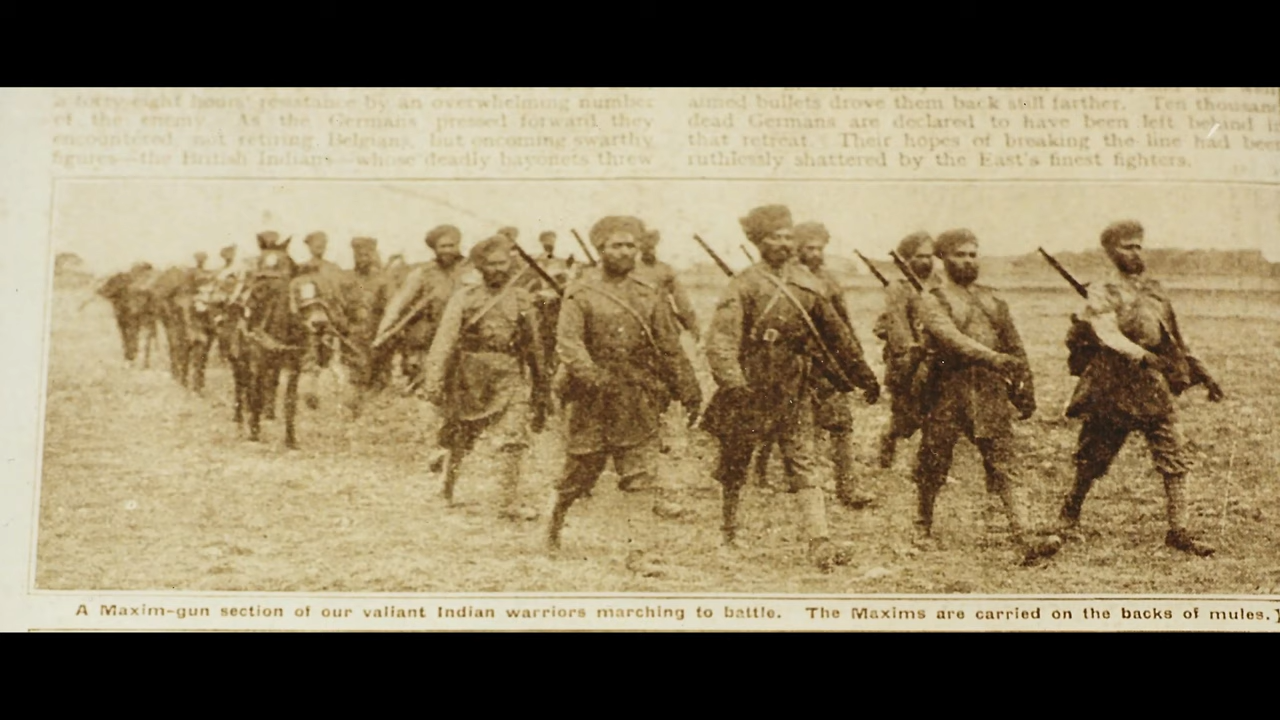 a forty-eight hours' resistance by an overwhelming number
of the enemy. As the Germans pressed forward they
encountered, not retiring Belgians, but oncoming swarthy
figures—the British Indians—whose deadly bayonets threw
aimed bullets drove them back still farther. Ten thousand
dead Germans are declared to have been left behind in
that retreat. Their hopes of breaking the line had been
ruthlessly shattered by the East's finest fighters.
A Maxim-gun section of our valiant Indian warriors marching to battle. The Maxims are carried on the backs of mules.]